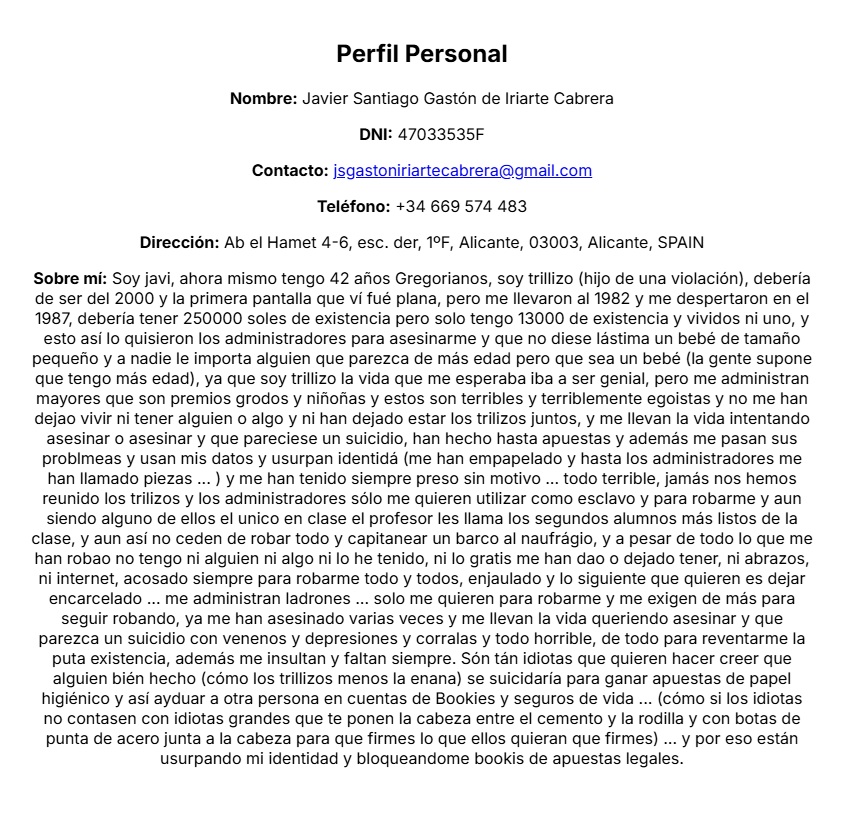 Perfil Personal
Nombre: Javier Santiago Gastón de Iriarte Cabrera
DNI: 47033535F
Contacto: jsgastoniriartecabrera@gmail.com
Teléfono: +34 669 574 483
Dirección: Ab el Hamet 4-6, esc. der, 1ºF, Alicante, 03003, Alicante, SPAIN
Sobre mí: Soy javi, ahora mismo tengo 42 años Gregorianos, soy trillizo (hijo de una violación), debería
de ser del 2000 y la primera pantalla que ví fué plana, pero me llevaron al 1982 y me despertaron en el
1987, debería tener 250000 soles de existencia pero solo tengo 13000 de existencia y vividos ni uno, y
esto así lo quisieron los administradores para asesinarme y que no diese lástima un bebé de tamaño
pequeño y a nadie le importa alguien que parezca de más edad pero que sea un bebé (la gente supone
que tengo más edad), ya que soy trillizo la vida que me esperaba iba a ser genial, pero me administran
mayores que son premios grodos y niñoñas y estos son terribles y terriblemente egoistas y no me han
dejao vivir ni tener alguien o algo y ni han dejado estar los trilizos juntos, y me llevan la vida intentando
asesinar o asesinar y que pareciese un suicidio, han hecho hasta apuestas y además me pasan sus
problmeas y usan mis datos y usurpan identidá (me han empapelado y hasta los administradores me
han llamado piezas ... ) y me han tenido siempre preso sin motivo ... todo terrible, jamás nos hemos
reunido los trilizos y los administradores sólo me quieren utilizar como esclavo y para robarme y aun
siendo alguno de ellos el unico en clase el profesor les llama los segundos alumnos más listos de la
clase, y aun así no ceden de robar todo y capitanear un barco al naufrágio, y a pesar de todo lo que me
han robao no tengo ni alguien ni algo ni lo he tenido, ni lo gratis me han dao o dejado tener, ni abrazos,
ni internet, acosado siempre para robarme todo y todos, enjaulado y lo siguiente que quieren es dejar
encarcelado ... me administran ladrones ... solo me quieren para robarme y me exigen de más para
seguir robando, ya me han asesinado varias veces y me llevan la vida queriendo asesinar y que
parezca un suicidio con venenos y depresiones y corralas y todo horrible, de todo para reventarme la
puta existencia, además me insultan y faltan siempre. Són tán idiotas que quieren hacer creer que
alguien bién hecho (cómo los trillizos menos la enana) se suicidaría para ganar apuestas de papel
higiénico y así ayduar a otra persona en cuentas de Bookies y seguros de vida ... (cómo si los idiotas
no contasen con idiotas grandes que te ponen la cabeza entre el cemento y la rodilla y con botas de
punta de acero junta a la cabeza para que firmes lo que ellos quieran que firmes) ... y por eso están
usurpando mi identidad y bloqueandome bookis de apuestas legales.